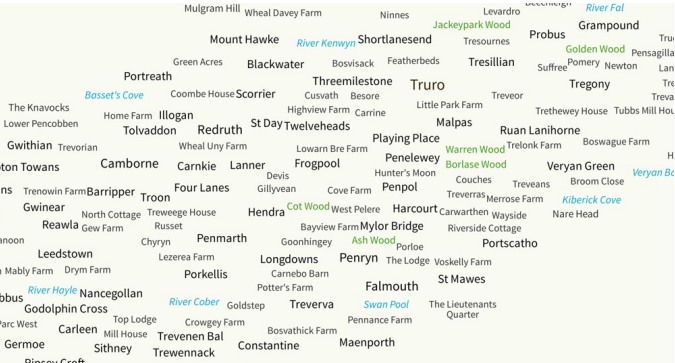 Mulgram Hill
Wheal Davey Farm
Ninnes
Levardro
River Fal
Jackeypark Wood
Grampound
Probus
Mount Hawke
River Kenwyn
Shortlanesend
Tresournes
Golden Wood
Pensagilla
Green Acres
Blackwater
Bosvisack
Featherbeds
Tresillian
Suffree
Pomery
Newton
Portreath
Threemilestone
Truro
Tregony
Basset's Cove
Coombe House
Scorrier
Cusvath
Besore
Treveor
The Knavocks
Highview Farm
Little Park Farm
Home Farm
Illogan
Carrine
Trethewey House
Lower Pencobben
Tolvaddon
Redruth
St Day
Twelveheads
Malpas
Ruan Lanihorne
Playing Place
Gwithian
Trevorian
Wheal Uny Farm
Lowarn Bre Farm
Warren Wood
Trelonk Farm
Boswague Farm
Camborne
Carnkie
Lanner
Frogpool
Penelewey
Borlase Wood
Veryan Green
Devis
Hunter's Moon
Couches
Broom Close
Trenowin Farm
Barripper
Four Lanes
Gillyvean
Cove Farm
Penpol
Treveans
Troon
Treverras
Merrose Farm
Kiberick Cove
Gwinear
North Cottage
Treweege House
Hendra
Cot Wood
West Pelere
Harcourt
Carwarthen
Wayside
Nare Head
Reawla
Gew Farm
Russet
Bayview Farm
Mylor Bridge
Riverside Cottage
Chyryn
Penmarth
Goonhingey
Ash Wood
Porloe
Portscatho
Leedstown
Lezerea Farm
Longdowns
Penryn
The Lodge
Voskelly Farm
Mably Farm
Drym Farm
Porkellis
Carnebo Barn
St Mawes
Potter's Farm
Falmouth
River Hayle
Nancegollan
River Cober
Goldstep
Treverva
Swan Pool
The Lieutenants
Quarter
Godolphin Cross
Top Lodge
Crowgey Farm
Pennance Farm
Carleen
Mill House
Trevenen Bal
Bosvathick Farm
Germoe
Sithney
Trewennack
Constantine
Maenporth